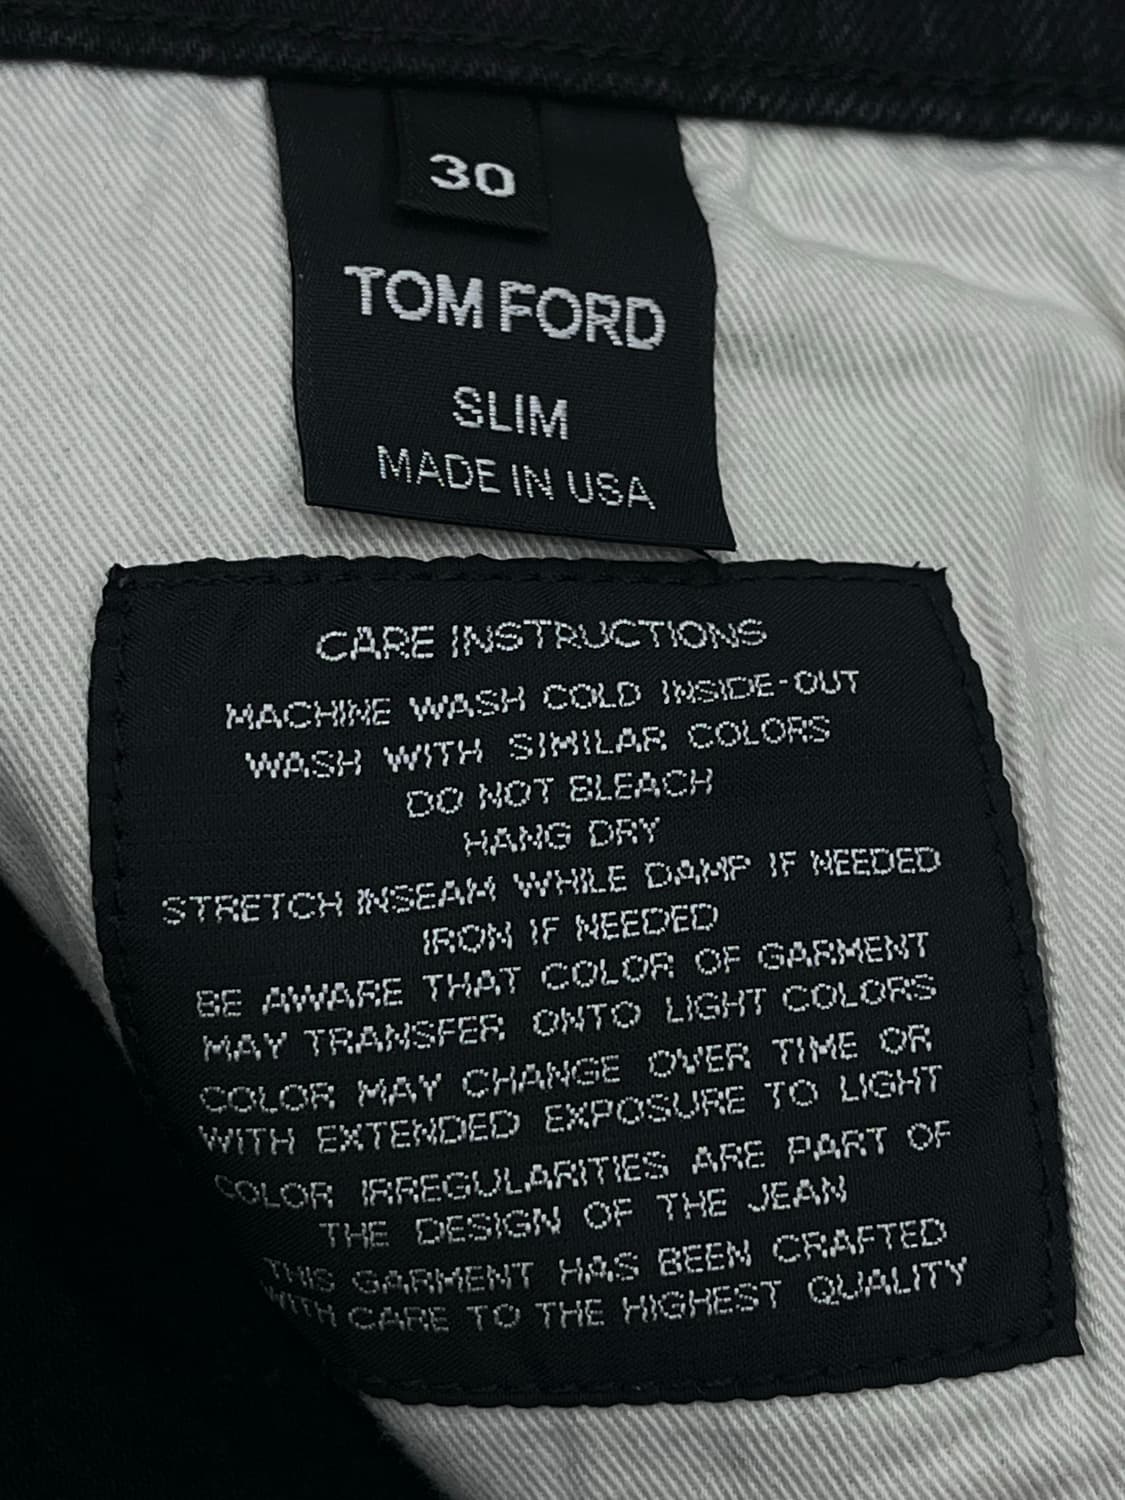 30
TOM FORD
SLIM
MADE IN USA
CARE INSTRUCTIONS
MACHINE WASH COLD INSIDE-OUT
WASH WITH SIMILAR COLORS
DO NOT BLEACH
HANG DRY
STRETCH INSEAM WHILE DAMP IF NEEDED
IRON IF NEEDED
BE AWARE THAT COLOR OF GARMENT
MAY TRANSFER ONTO LIGHT COLORS
COLOR MAY CHANGE OVER TIME OR
WITH EXTENDED EXPOSURE TO LIGHT
COLOR IRREGULARITIES ARE PART OF
THE DESIGN OF THE JEAN
THIS GARMENT HAS BEEN CRAFTED
WITH CARE TO THE HIGHEST QUALITY